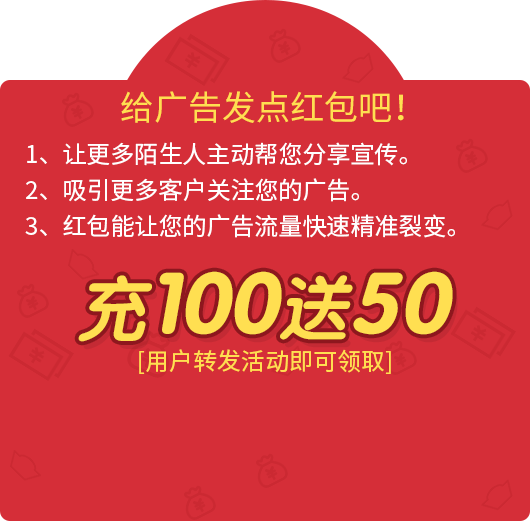 给广告发点红包吧！
1、让更多陌生人主动帮您分享宣传。
2、吸引更多客户关注您的广告。
3、红包能让您的广告流量快速精准裂变。
充100送50
[用户转发活动即可领取]